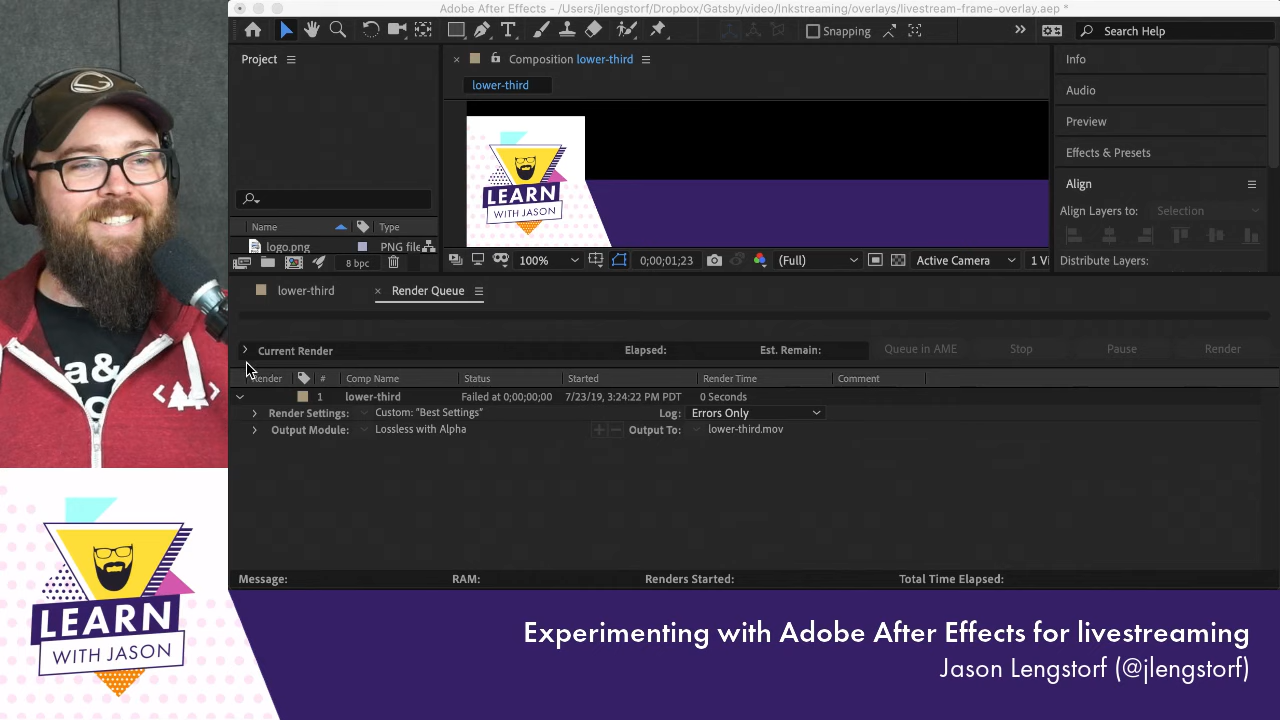 Adobe After Effects - /Users/jlengstorf/Dropbox/Gatsby/video/lnkstreaming/overlays/livestream-frame-overlay.aep *
Snapping
Search Help
Project
Composition lower-third
lower-third
Info
Audio
Preview
Effects & Presets
Align
Align Layers to: Selection
Distribute Layers:
LEARN
WITH JASON
Name Type
logo.png PNG file
8 bpc
100% 0;00;01;23 (Full) Active Camera 1 Vi
lower-third Render Queue
Current Render Elapsed: Est. Remain: Queue in AME Stop Pause Render
Render # Comp Name Status Started Render Time Comment
1 lower-third Failed at 0;00;00;00 7/23/19, 3:24:22 PM PDT 0 Seconds
Render Settings: Custom: "Best Settings" Log: Errors Only
Output Module: Lossless with Alpha + − Output To: lower-third.mov
Message: RAM: Renders Started: Total Time Elapsed:
LEARN
WITH JASON
Experimenting with Adobe After Effects for livestreaming
Jason Lengstorf (@jlengstorf)